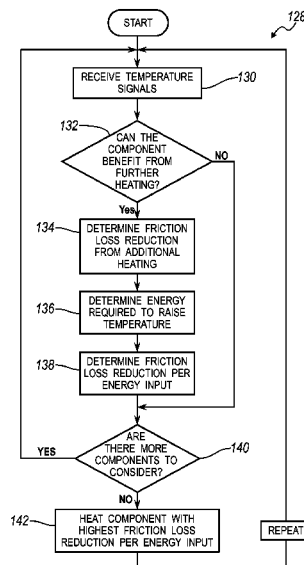 128
START
RECEIVE TEMPERATURE
SIGNALS
130
132
CAN THE
COMPONENT
BENEFIT FROM
FURTHER
HEATING?
NO
Yes
134
DETERMINE FRICTION
LOSS REDUCTION
FROM ADDITIONAL
HEATING
136
DETERMINE ENERGY
REQUIRED TO RAISE
TEMPERATURE
138
DETERMINE FRICTION
LOSS REDUCTION PER
ENERGY INPUT
YES
ARE
THERE MORE
COMPONENTS TO
CONSIDER?
140
NO
142
HEAT COMPONENT WITH
HIGHEST FRICTION LOSS
REDUCTION PER ENERGY INPUT
REPEAT